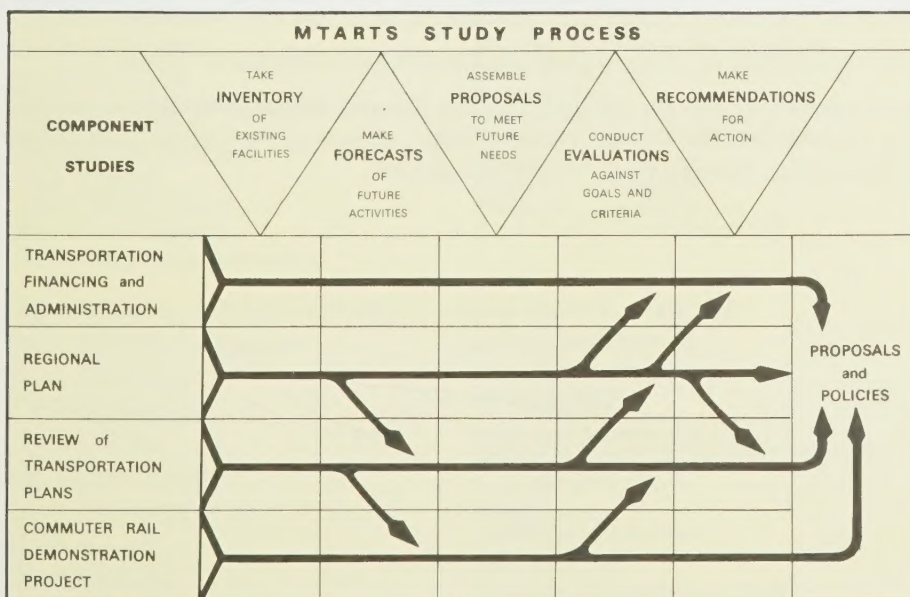 MTARTS STUDY PROCESS
COMPONENT
STUDIES
TAKE
INVENTORY
OF
EXISTING
FACILITIES
MAKE
FORECASTS
OF
FUTURE
ACTIVITIES
ASSEMBLE
PROPOSALS
TO MEET
FUTURE
NEEDS
CONDUCT
EVALUATIONS
AGAINST
GOALS AND
CRITERIA
MAKE
RECOMMENDATIONS
FOR
ACTION
TRANSPORTATION
FINANCING and
ADMINISTRATION
REGIONAL
PLAN
REVIEW of
TRANSPORTATION
PLANS
COMMUTER RAIL
DEMONSTRATION
PROJECT
PROPOSALS
and
POLICIES